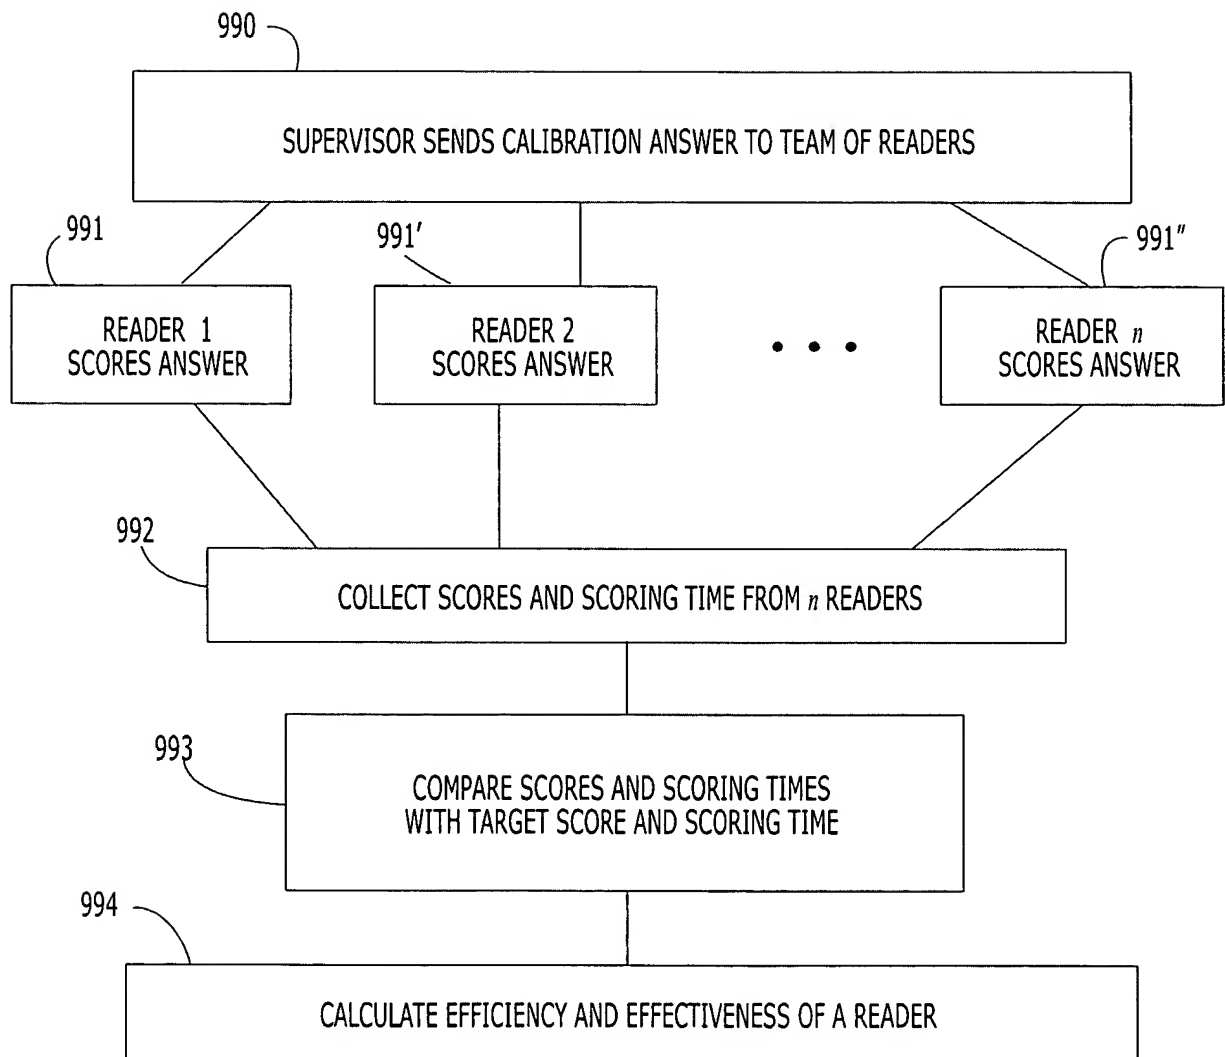 990
SUPERVISOR SENDS CALIBRATION ANSWER TO TEAM OF READERS
991
991'
991"
READER 1
SCORES ANSWER
READER 2
SCORES ANSWER
• • •
READER n
SCORES ANSWER
992
COLLECT SCORES AND SCORING TIME FROM n READERS
993
COMPARE SCORES AND SCORING TIMES
WITH TARGET SCORE AND SCORING TIME
994
CALCULATE EFFICIENCY AND EFFECTIVENESS OF A READER